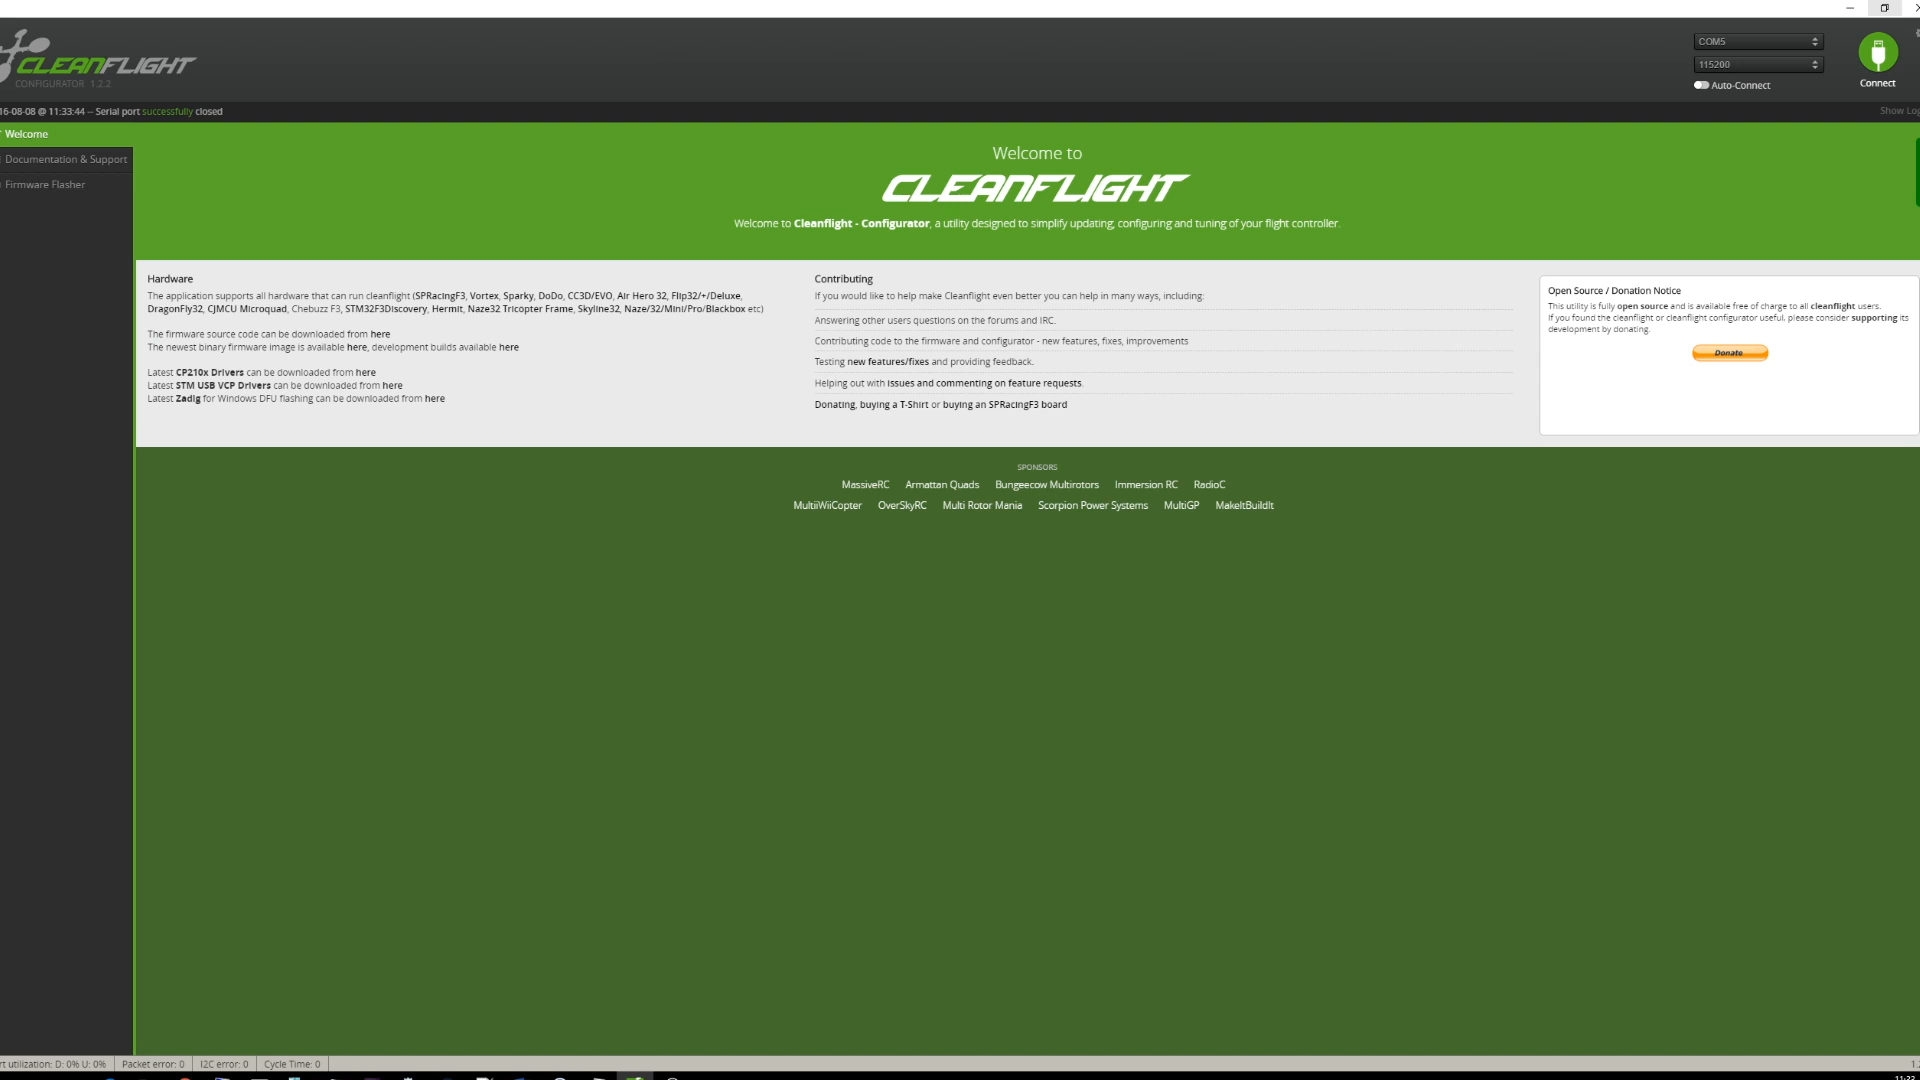 CLEANFLIGHT
CONFIGURATOR 1.2.2
COM5
115200
Auto-Connect
Connect
16-08-08 @ 11:33:44 -- Serial port successfully closed
Show Log
Welcome
Documentation & Support
Firmware Flasher
Welcome to
CLEANFLIGHT
Welcome to Cleanflight - Configurator, a utility designed to simplify updating, configuring and tuning of your flight controller.
Hardware
The application supports all hardware that can run cleanflight (SPRacingF3, Vortex, Sparky, DoDo, CC3D/EVO, Air Hero 32, Flip32/+/Deluxe,
DragonFly32, CJMCU Microquad, Chebuzz F3, STM32F3Discovery, Hermit, Naze32 Tricopter Frame, Skyline32, Naze/32/Mini/Pro/Blackbox etc)
The firmware source code can be downloaded from here
The newest binary firmware image is available here, development builds available here
Latest CP210x Drivers can be downloaded from here
Latest STM USB VCP Drivers can be downloaded from here
Latest Zadig for Windows DFU flashing can be downloaded from here
Contributing
If you would like to help make Cleanflight even better you can help in many ways, including:
Answering other users questions on the forums and IRC.
Contributing code to the firmware and configurator - new features, fixes, improvements
Testing new features/fixes and providing feedback.
Helping out with issues and commenting on feature requests.
Donating, buying a T-Shirt or buying an SPRacingF3 board
Open Source / Donation Notice
This utility is fully open source and is available free of charge to all cleanflight users.
If you found the cleanflight or cleanflight configurator useful, please consider supporting its
development by donating.
Donate
SPONSORS
MassiveRC Armattan Quads Bungeecow Multirotors Immersion RC RadioC
MultiiWiiCopter OverSkyRC Multi Rotor Mania Scorpion Power Systems MultiGP MakeItBuildIt
rt utilization: D: 0% U: 0% Packet error: 0 I2C error: 0 Cycle Time: 0